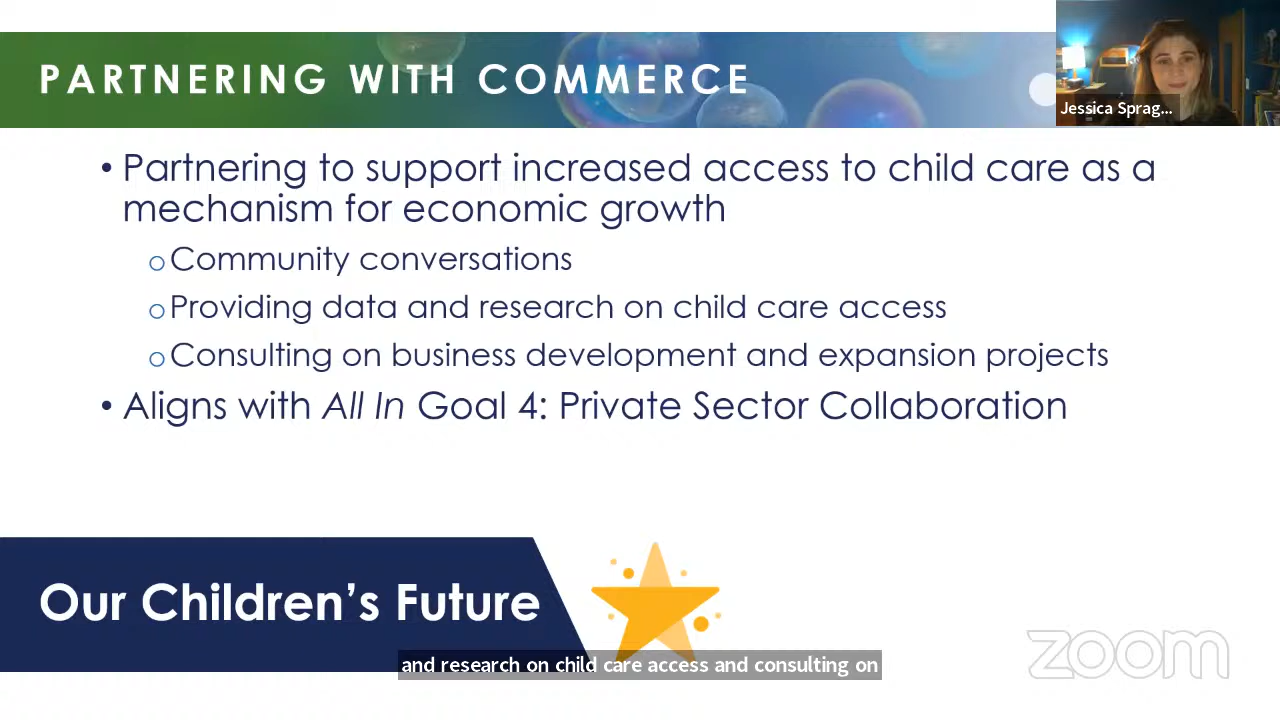 PARTNERING WITH COMMERCE
Jessica Sprag...
• Partnering to support increased access to child care as a
mechanism for economic growth
o Community conversations
o Providing data and research on child care access
o Consulting on business development and expansion projects
• Aligns with All In Goal 4: Private Sector Collaboration
Our Children's Future
and research on child care access and consulting on
zoom